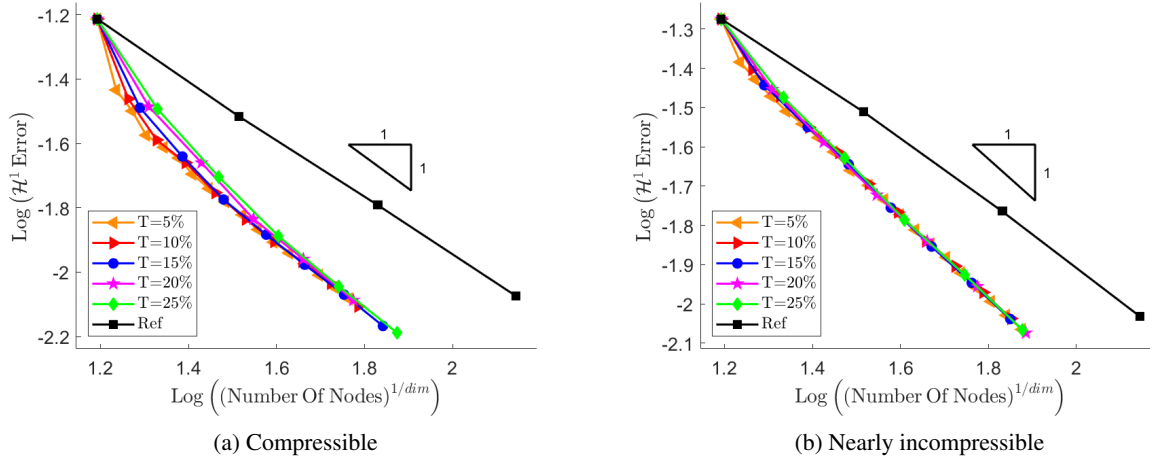 -1.2
-1.4
-1.6
-1.8
-2
-2.2
Log (ℋ¹ Error)
1
1
T=5%
T=10%
T=15%
T=20%
T=25%
Ref
1.2 1.4 1.6 1.8 2
Log ((Number Of Nodes)^{1/dim})
(a) Compressible
-1.3
-1.4
-1.5
-1.6
-1.7
-1.8
-1.9
-2
-2.1
Log (ℋ¹ Error)
1
1
T=5%
T=10%
T=15%
T=20%
T=25%
Ref
1.2 1.4 1.6 1.8 2
Log ((Number Of Nodes)^{1/dim})
(b) Nearly incompressible